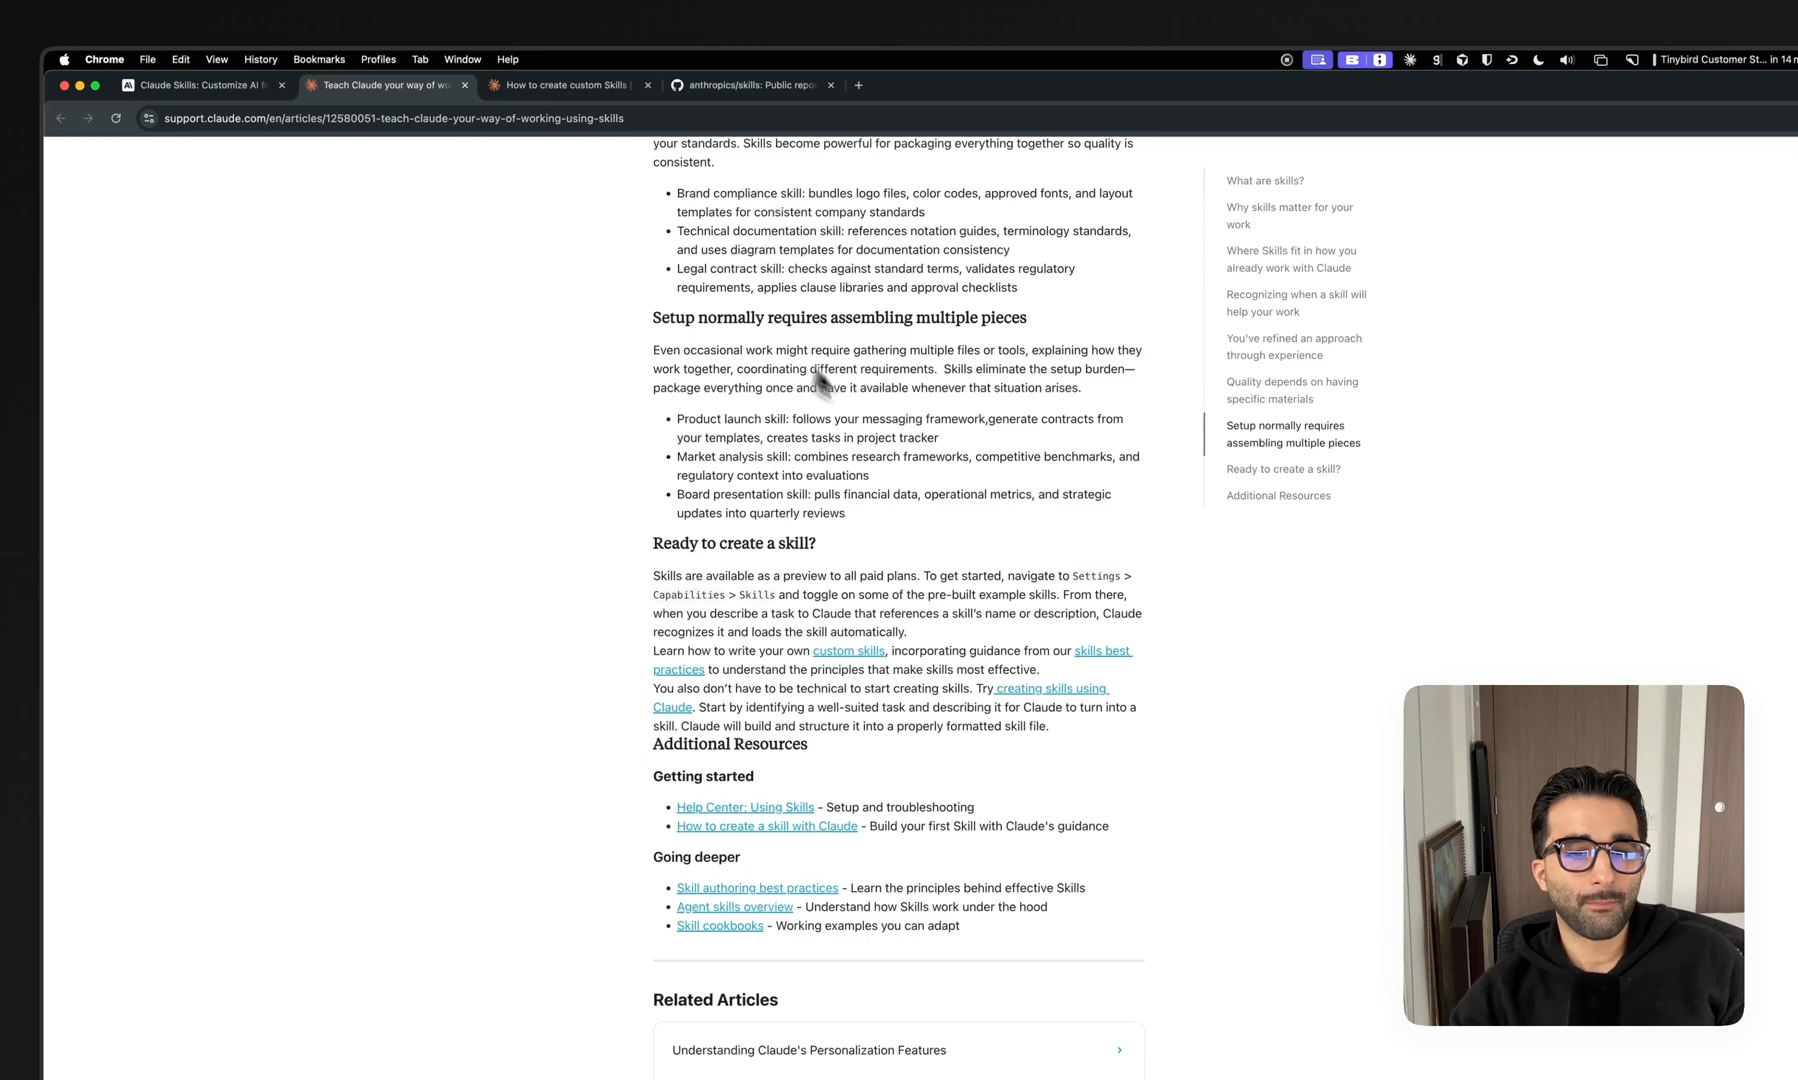 Chrome File Edit View History Bookmarks Profiles Tab Window Help
Tinybird Customer St... in 14 m
Claude Skills: Customize AI fo
Teach Claude your way of wo
How to create custom Skills |
anthropics/skills: Public repo
support.claude.com/en/articles/12580051-teach-claude-your-way-of-working-using-skills
your standards. Skills become powerful for packaging everything together so quality is
consistent.
• Brand compliance skill: bundles logo files, color codes, approved fonts, and layout
templates for consistent company standards
• Technical documentation skill: references notation guides, terminology standards,
and uses diagram templates for documentation consistency
• Legal contract skill: checks against standard terms, validates regulatory
requirements, applies clause libraries and approval checklists
Setup normally requires assembling multiple pieces
Even occasional work might require gathering multiple files or tools, explaining how they
work together, coordinating different requirements.  Skills eliminate the setup burden—
package everything once and have it available whenever that situation arises.
• Product launch skill: follows your messaging framework,generate contracts from
your templates, creates tasks in project tracker
• Market analysis skill: combines research frameworks, competitive benchmarks, and
regulatory context into evaluations
• Board presentation skill: pulls financial data, operational metrics, and strategic
updates into quarterly reviews
Ready to create a skill?
Skills are available as a preview to all paid plans. To get started, navigate to Settings >
Capabilities > Skills and toggle on some of the pre-built example skills. From there,
when you describe a task to Claude that references a skill's name or description, Claude
recognizes it and loads the skill automatically.
Learn how to write your own custom skills, incorporating guidance from our skills best
practices to understand the principles that make skills most effective.
You also don't have to be technical to start creating skills. Try creating skills using
Claude. Start by identifying a well-suited task and describing it for Claude to turn into a
skill. Claude will build and structure it into a properly formatted skill file.
Additional Resources
Getting started
• Help Center: Using Skills - Setup and troubleshooting
• How to create a skill with Claude - Build your first Skill with Claude's guidance
Going deeper
• Skill authoring best practices - Learn the principles behind effective Skills
• Agent skills overview - Understand how Skills work under the hood
• Skill cookbooks - Working examples you can adapt
Related Articles
Understanding Claude's Personalization Features
What are skills?
Why skills matter for your
work
Where Skills fit in how you
already work with Claude
Recognizing when a skill will
help your work
You've refined an approach
through experience
Quality depends on having
specific materials
Setup normally requires
assembling multiple pieces
Ready to create a skill?
Additional Resources